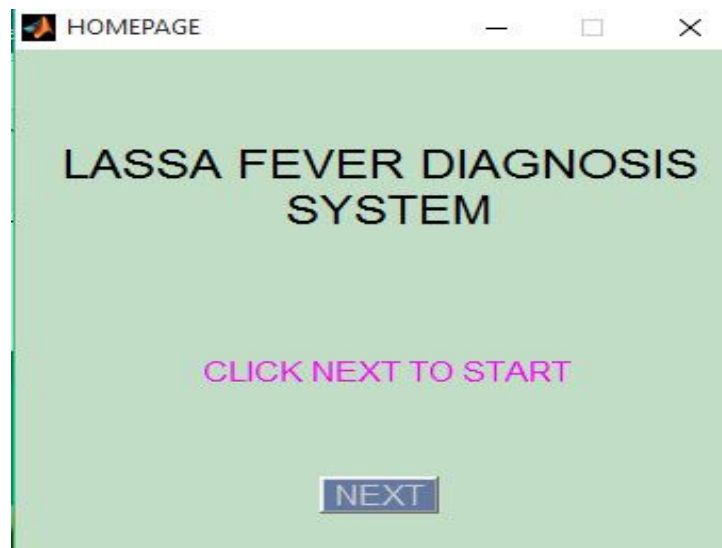 HOMEPAGE
LASSA FEVER DIAGNOSIS
SYSTEM
CLICK NEXT TO START
NEXT